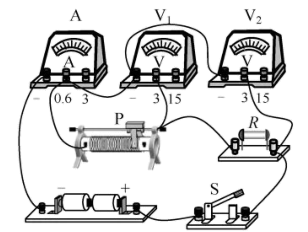 A V₁ V₂
A V V
− 0.6 3 − 3 15 − 3 15
P R
− + S